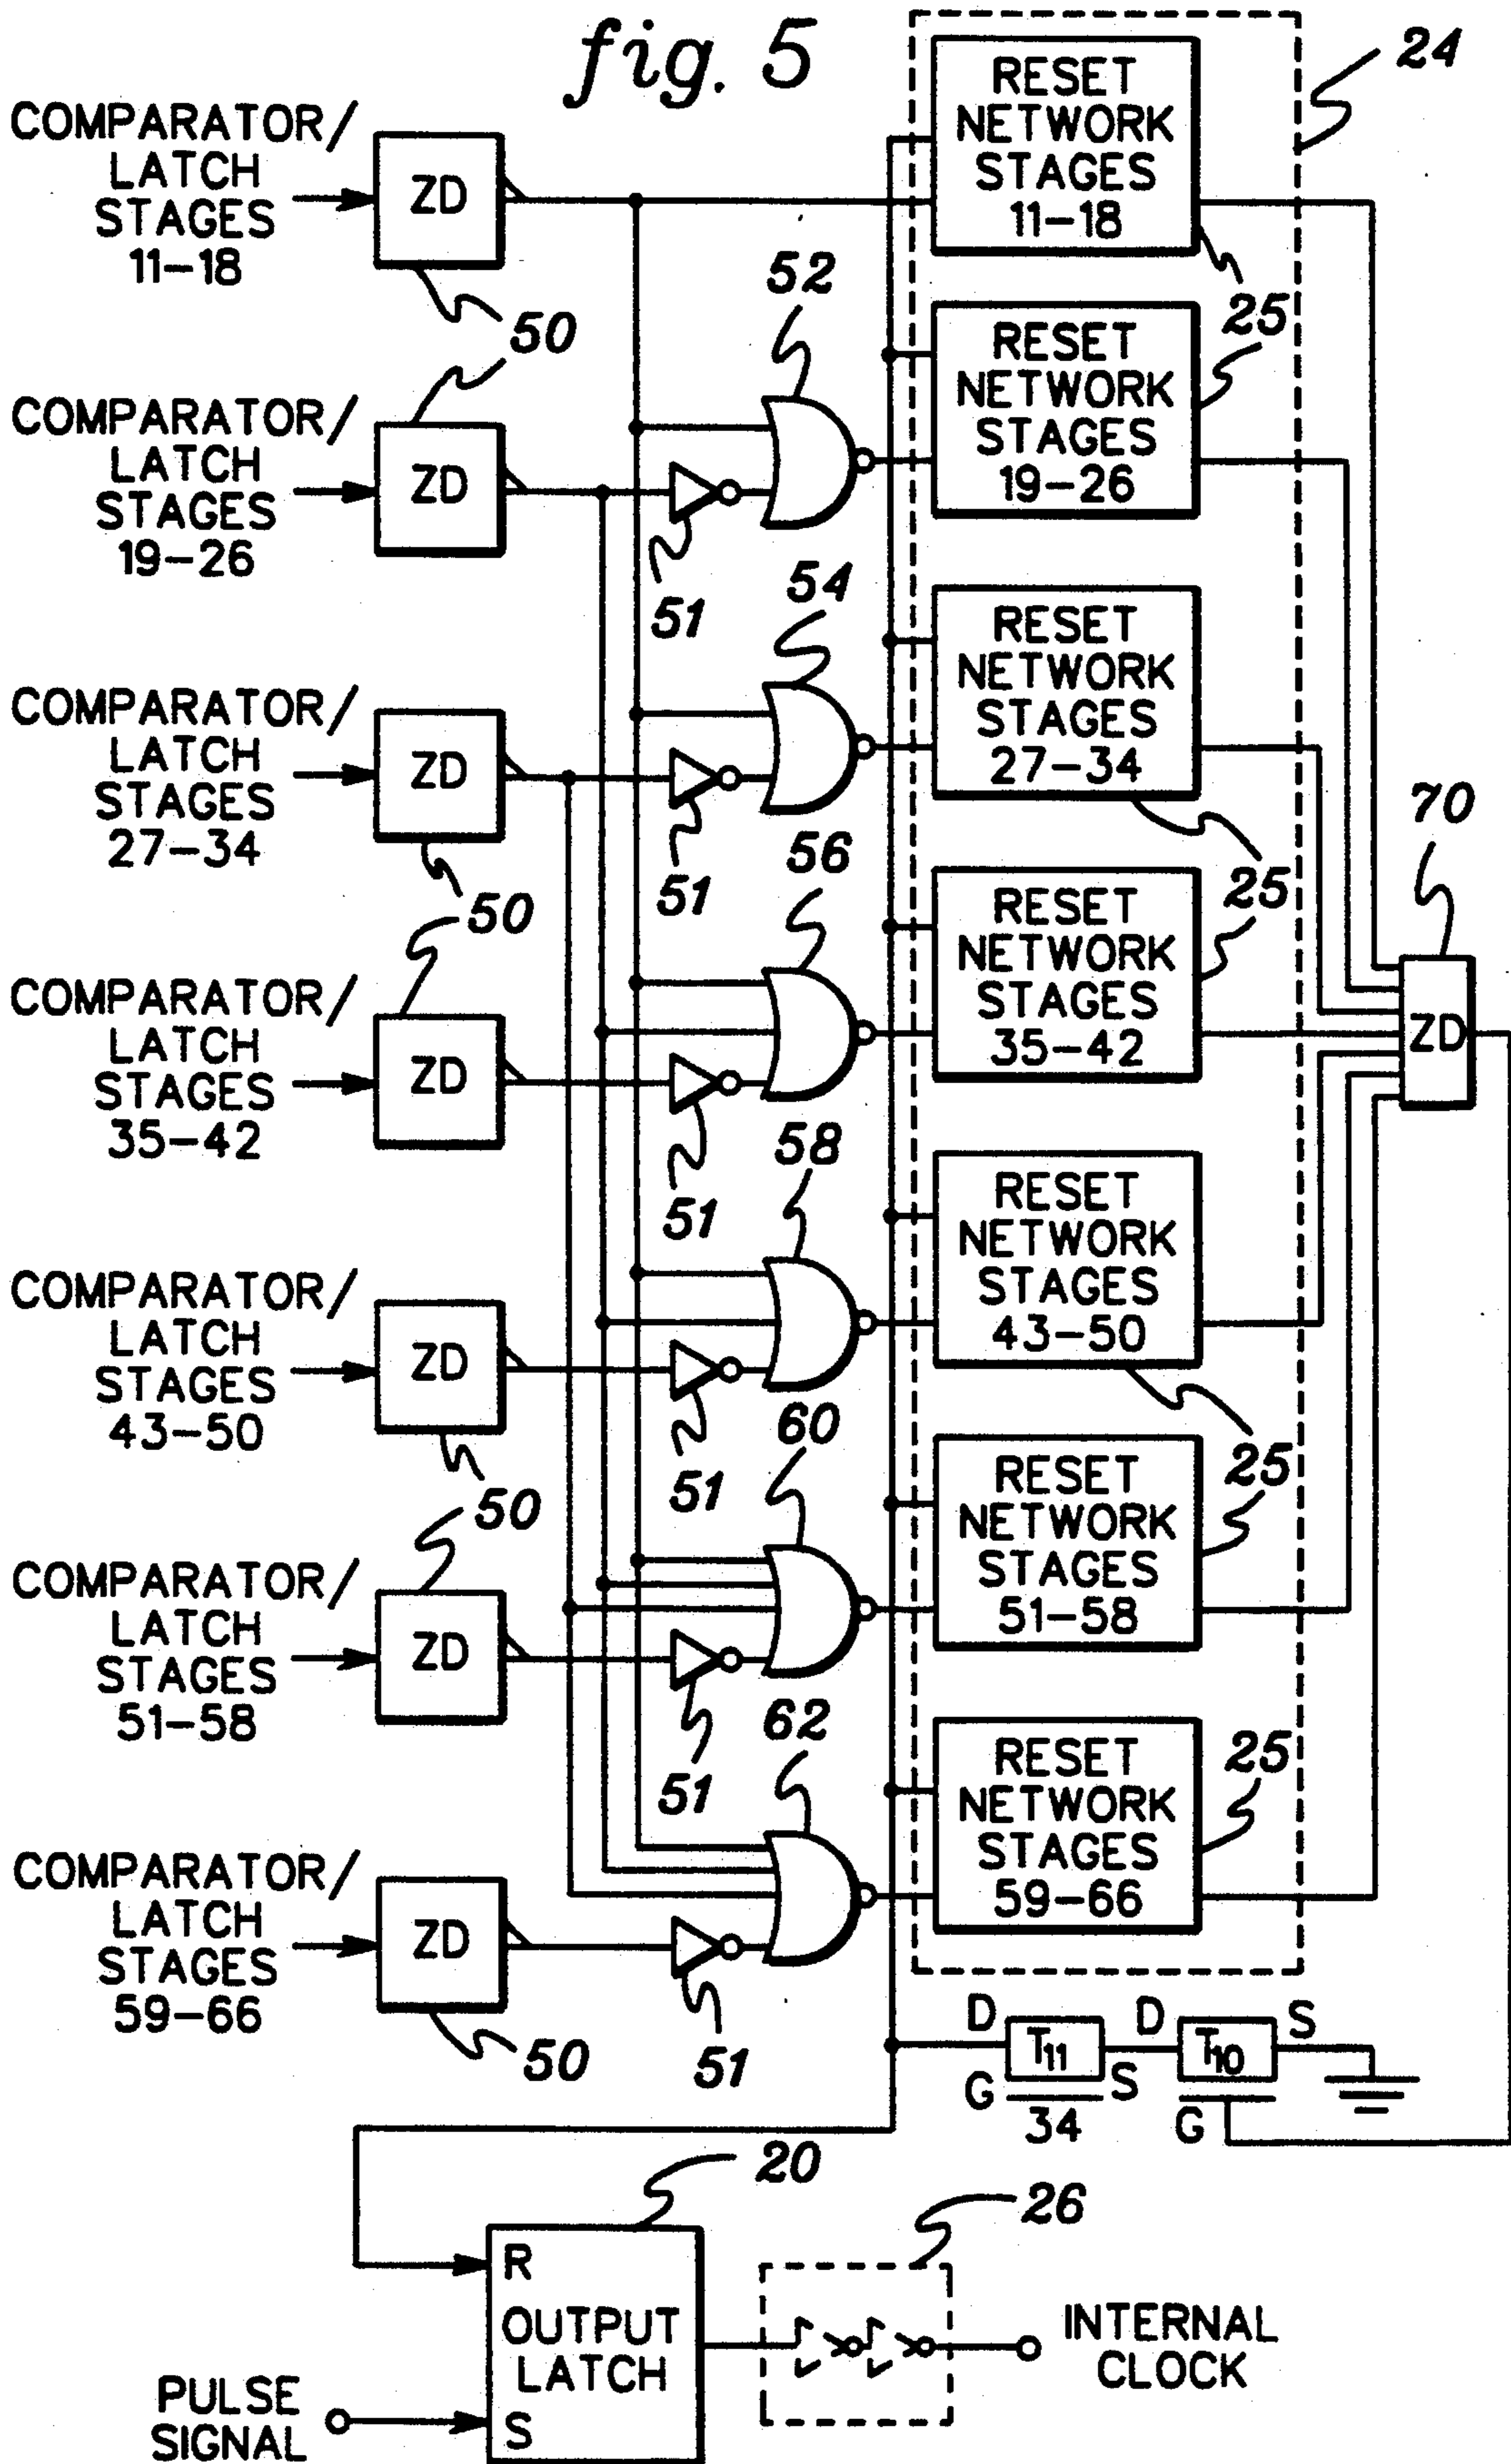 fig. 5
24
COMPARATOR/
LATCH
STAGES
11-18
ZD
50
RESET
NETWORK
STAGES
11-18
25
52
COMPARATOR/
LATCH
STAGES
19-26
ZD
51
RESET
NETWORK
STAGES
19-26
54
COMPARATOR/
LATCH
STAGES
27-34
ZD
50
51
RESET
NETWORK
STAGES
27-34
25
70
56
COMPARATOR/
LATCH
STAGES
35-42
ZD
51
RESET
NETWORK
STAGES
35-42
ZD
58
COMPARATOR/
LATCH
STAGES
43-50
ZD
50
51
RESET
NETWORK
STAGES
43-50
25
60
COMPARATOR/
LATCH
STAGES
51-58
ZD
51
RESET
NETWORK
STAGES
51-58
62
COMPARATOR/
LATCH
STAGES
59-66
ZD
50
51
RESET
NETWORK
STAGES
59-66
25
D T11 S D T10 S
G G
34
20
26
R
OUTPUT
LATCH
S
PULSE
SIGNAL
INTERNAL
CLOCK